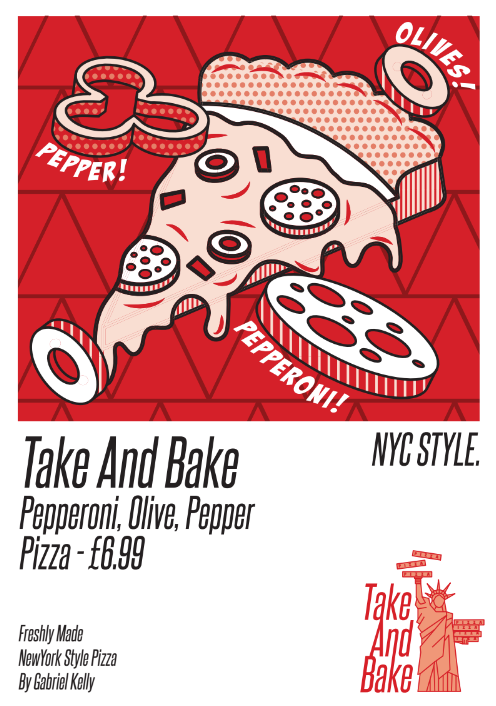 OLIVES!
PEPPER!
PEPPERONI!
Take And Bake
NYC STYLE.
Pepperoni, Olive, Pepper
Pizza - £6.99
Freshly Made
NewYork Style Pizza
By Gabriel Kelly
Take
And
Bake